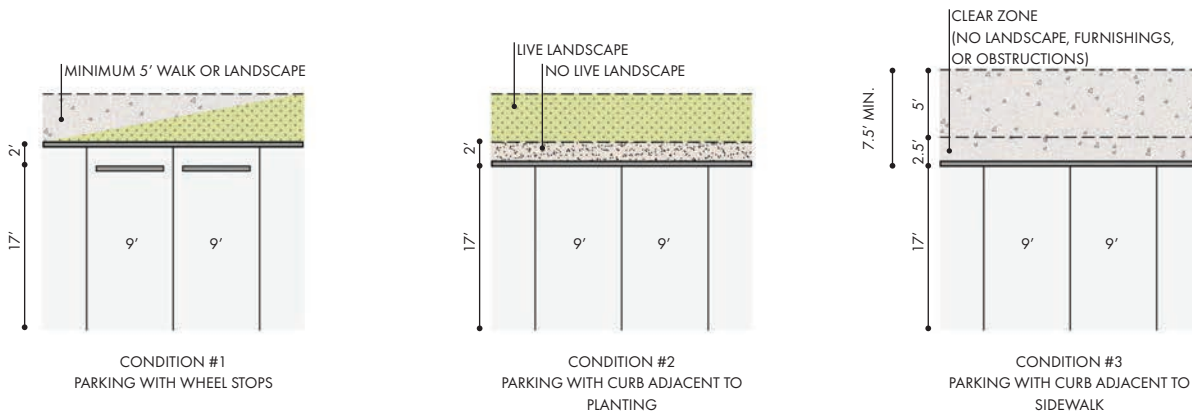 MINIMUM 5' WALK OR LANDSCAPE
2'
17'
9'
9'
CONDITION #1
PARKING WITH WHEEL STOPS
LIVE LANDSCAPE
NO LIVE LANDSCAPE
2'
17'
9'
9'
CONDITION #2
PARKING WITH CURB ADJACENT TO
PLANTING
CLEAR ZONE
(NO LANDSCAPE, FURNISHINGS,
OR OBSTRUCTIONS)
7.5' MIN.
5'
2.5'
17'
9'
9'
CONDITION #3
PARKING WITH CURB ADJACENT TO
SIDEWALK